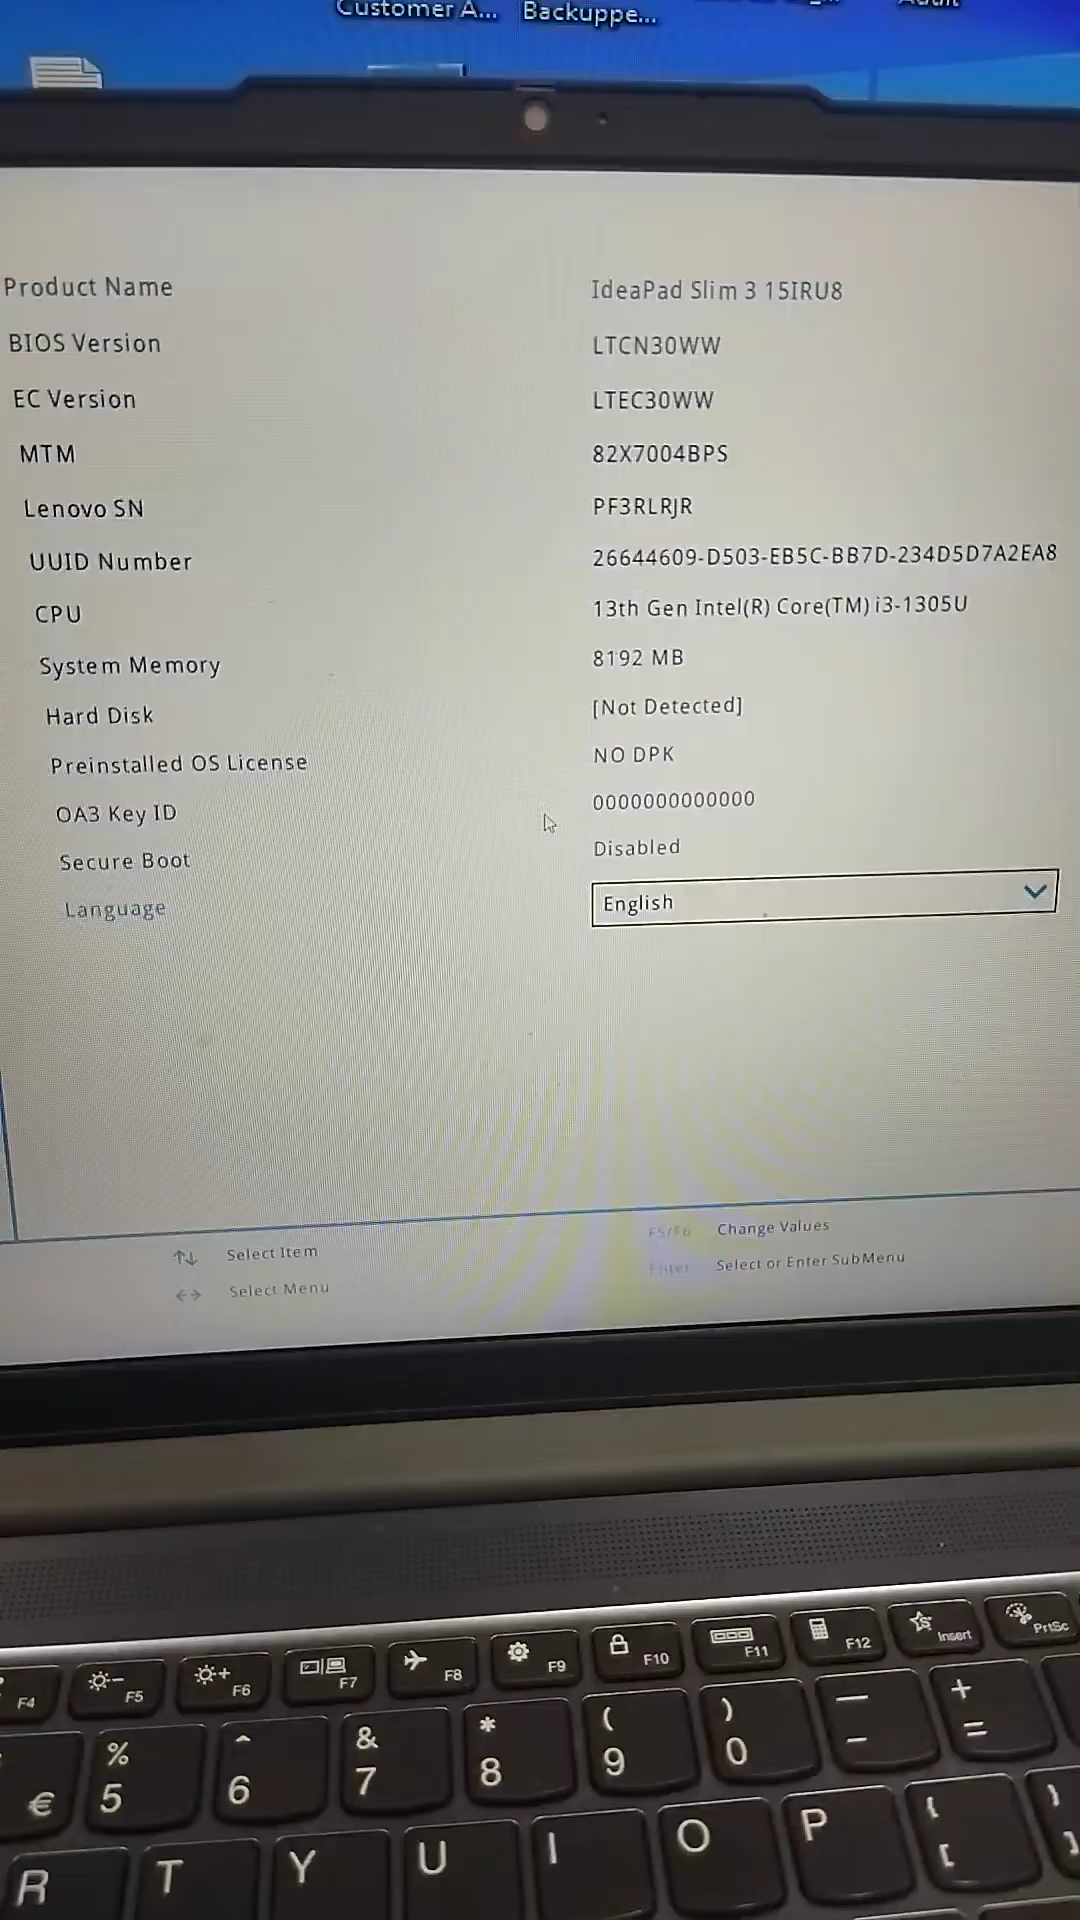 Customer A... Backuppe...
Product Name IdeaPad Slim 3 15IRU8
BIOS Version LTCN30WW
EC Version LTEC30WW
MTM 82X7004BPS
Lenovo SN PF3RLRJR
UUID Number 26644609-D503-EB5C-BB7D-234D5D7A2EA8
CPU 13th Gen Intel(R) Core(TM) i3-1305U
System Memory 8192 MB
Hard Disk [Not Detected]
Preinstalled OS License NO DPK
OA3 Key ID 0000000000000
Secure Boot Disabled
Language English
↑↓ Select Item F5/F6 Change Values
←→ Select Menu Enter Select or Enter SubMenu
F4 F5 F6 F7 F8 F9 F10 F11 F12 Insert PrtSc
€ % 5 ^ 6 & 7 * 8 ( 9 ) 0 — - + =
R T Y U I O P { [ } ]